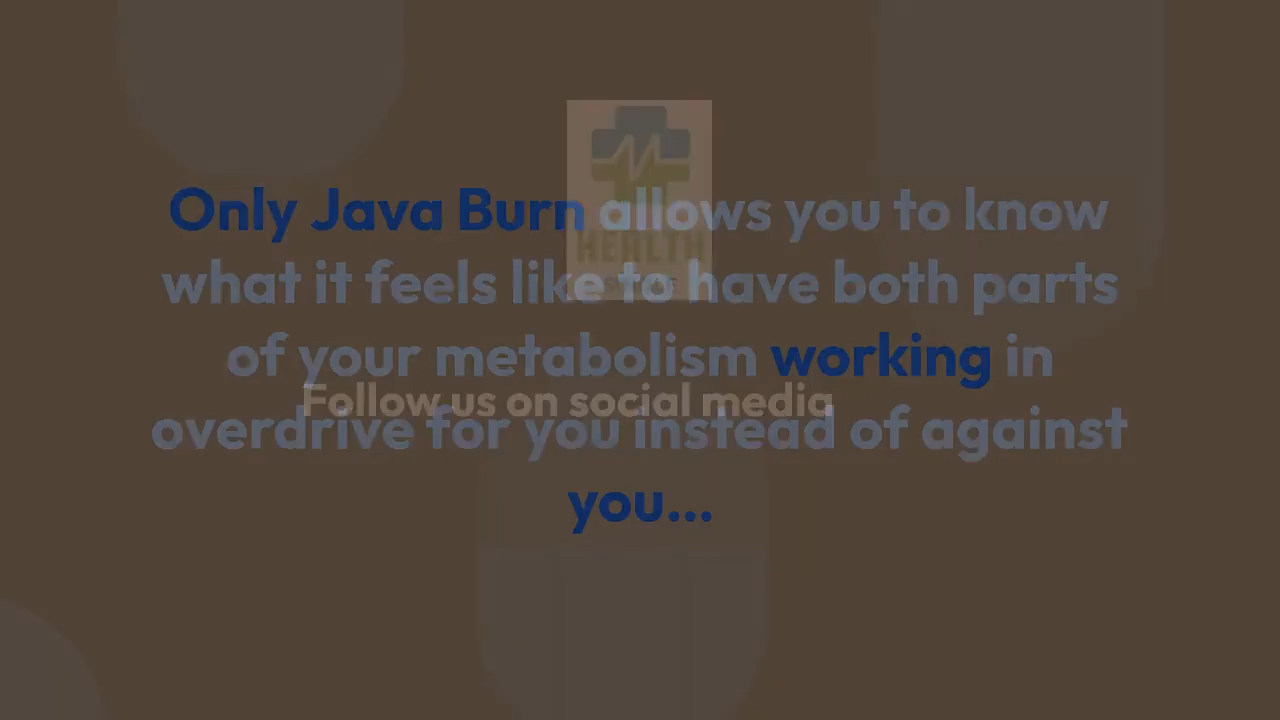 Only Java Burn allows you to know
HEALTH
what it feels like to have both parts
of your metabolism working in
Follow us on social media
overdrive for you instead of against
you...